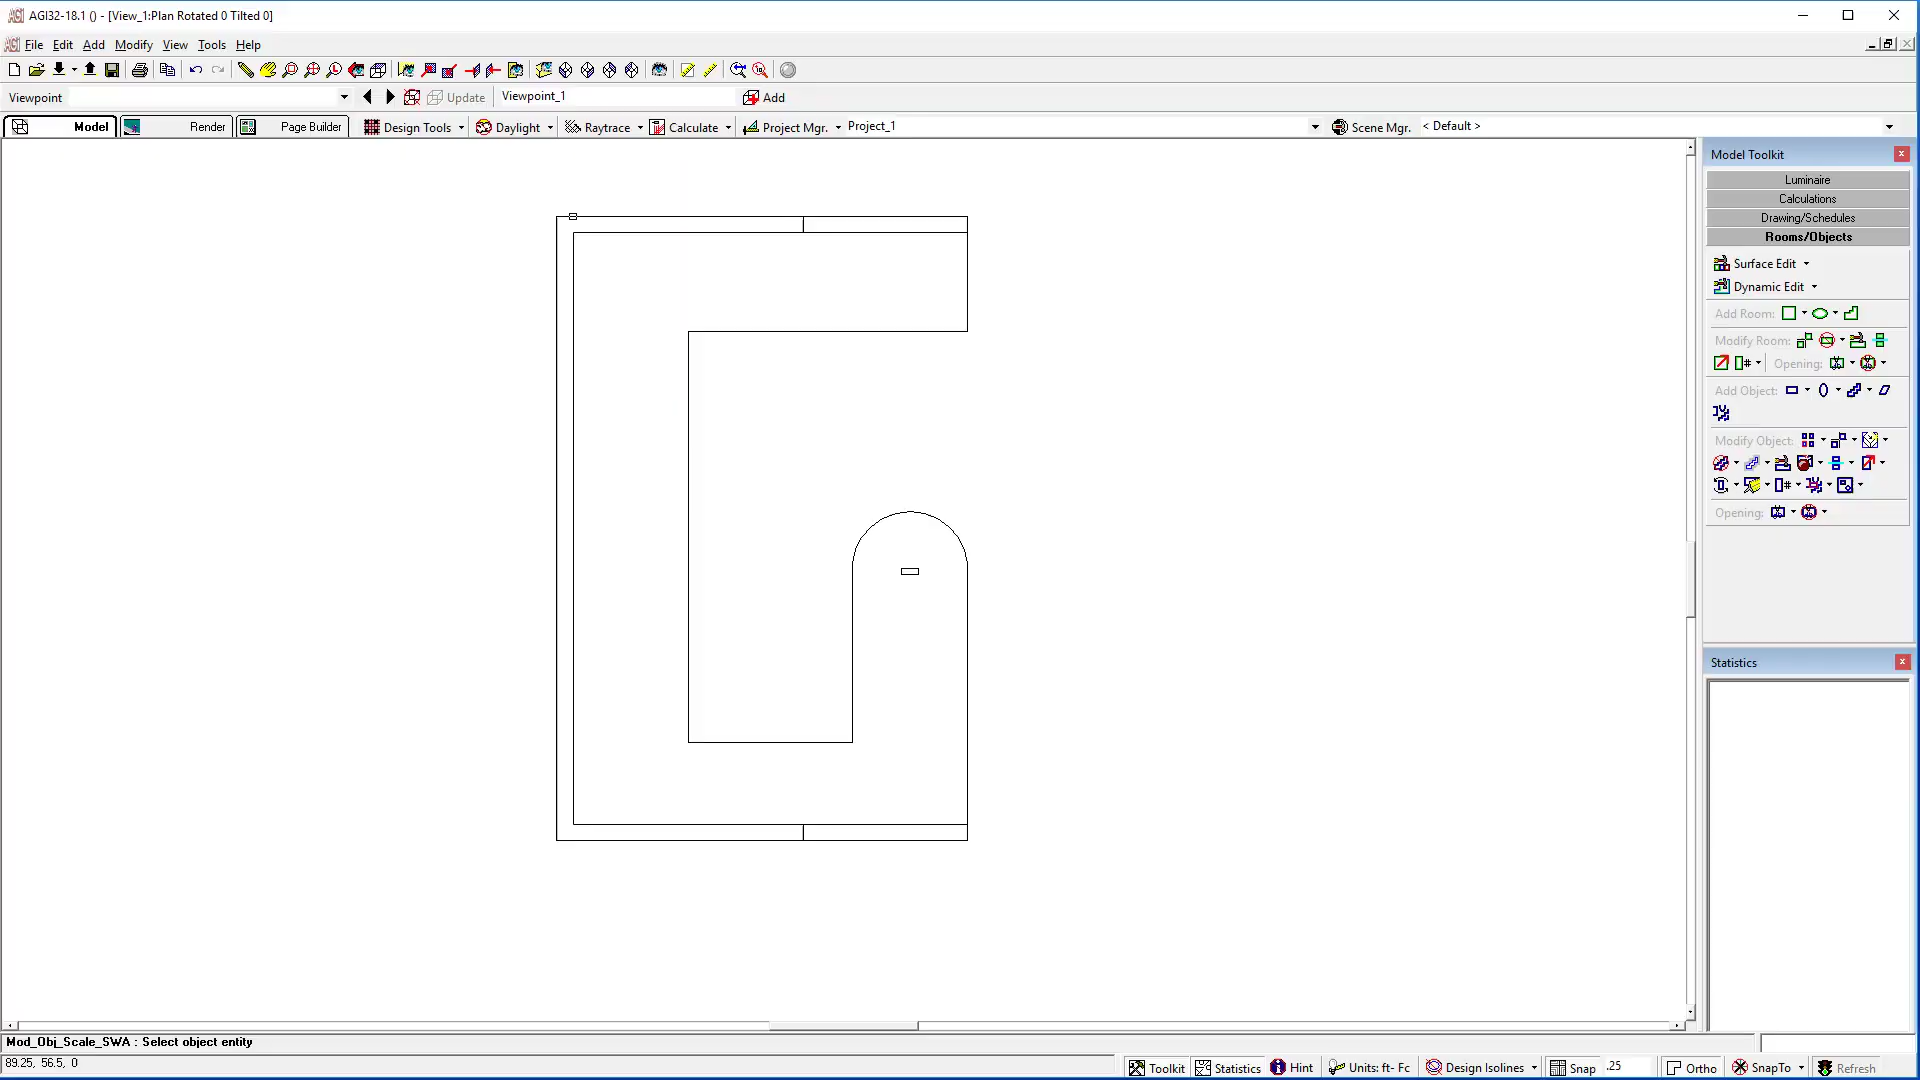 AGI32-18.1 () - [View_1:Plan Rotated 0 Tilted 0]
File Edit Add Modify View Tools Help
Viewpoint Update Viewpoint_1 Add
Model Render Page Builder Design Tools Daylight Raytrace Calculate Project Mgr. Project_1 Scene Mgr. < Default >
Model Toolkit
Luminaire
Calculations
Drawing/Schedules
Rooms/Objects
Surface Edit
Dynamic Edit
Add Room:
Modify Room:
Opening:
Add Object:
Modify Object:
Opening:
Statistics
Mod_Obj_Scale_SWA : Select object entity
89.25, 56.5, 0
Toolkit Statistics Hint Units: ft- Fc Design Isolines Snap .25 Ortho SnapTo Refresh